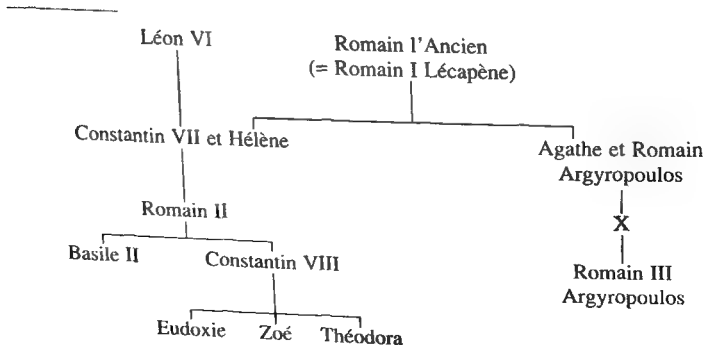 Léon VI
Romain l'Ancien
(= Romain I Lécapène)
Constantin VII et Hélène
Agathe et Romain
Argyropoulos
X
Romain II
Basile II
Constantin VIII
Romain III
Argyropoulos
Eudoxie
Zoé
Théodora